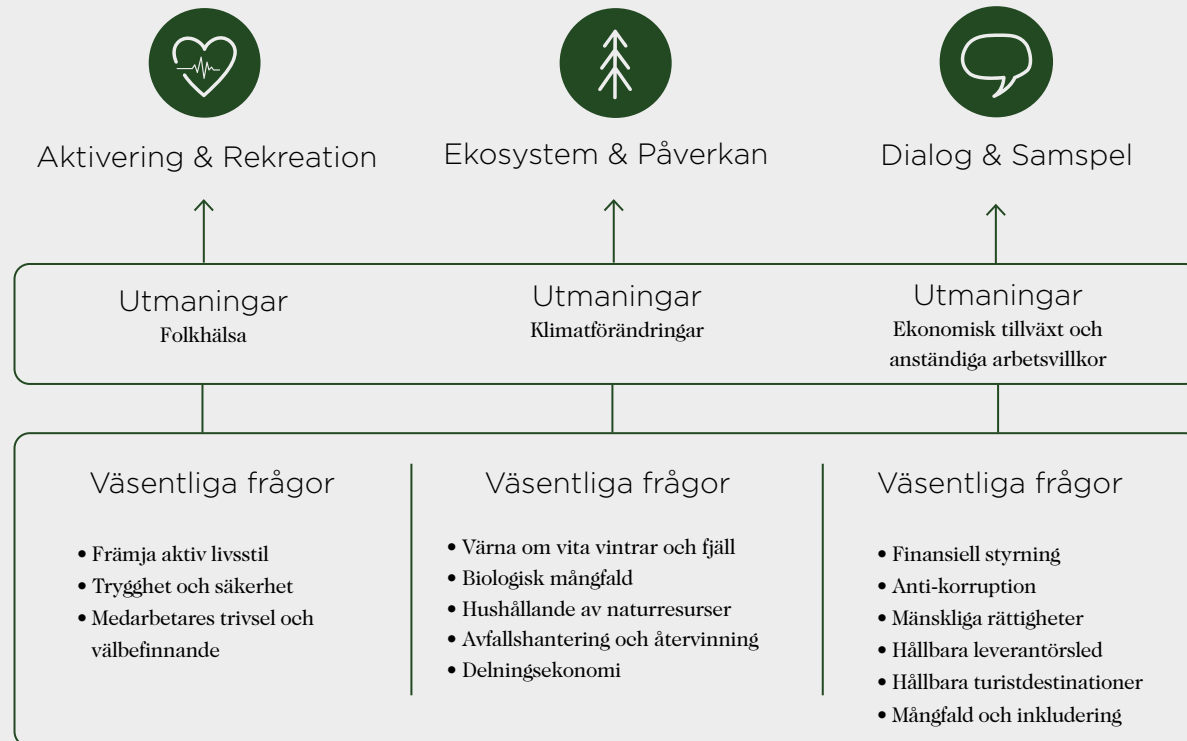 Aktivering & Rekreation
Ekosystem & Påverkan
Dialog & Samspel
Utmaningar
Folkhälsa
Utmaningar
Klimatförändringar
Utmaningar
Ekonomisk tillväxt och
anständiga arbetsvillkor
Väsentliga frågor
• Främja aktiv livsstil
• Trygghet och säkerhet
• Medarbetares trivsel och
välbefinnande
Väsentliga frågor
• Värna om vita vintrar och fjäll
• Biologisk mångfald
• Hushållande av naturresurser
• Avfallshantering och återvinning
• Delningsekonomi
Väsentliga frågor
• Finansiell styrning
• Anti-korruption
• Mänskliga rättigheter
• Hållbara leverantörsled
• Hållbara turistdestinationer
• Mångfald och inkludering